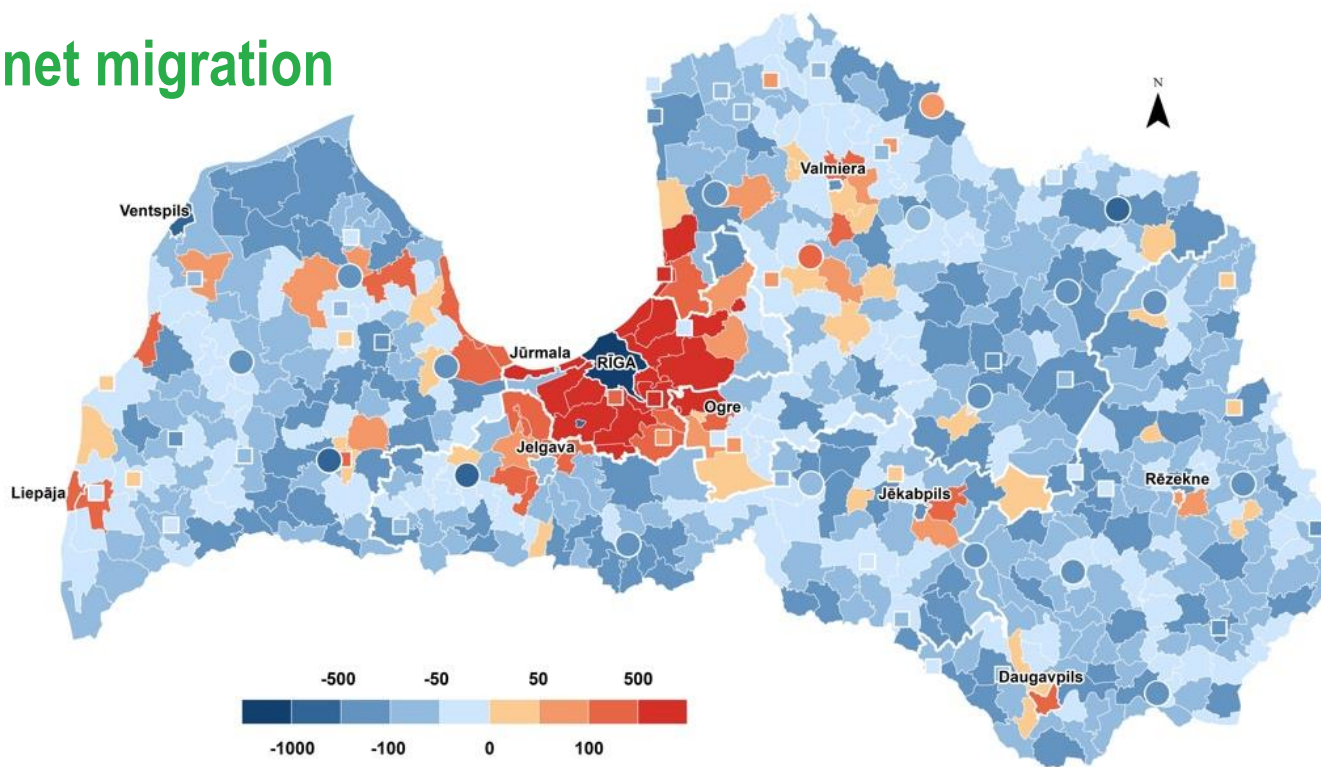 net migration
N
Valmiera
Ventspils
Jūrmala
RĪGA
Ogre
Jelgava
Liepāja
Jēkabpils
Rēzekne
Daugavpils
-500 -50 50 500
-1000 -100 0 100